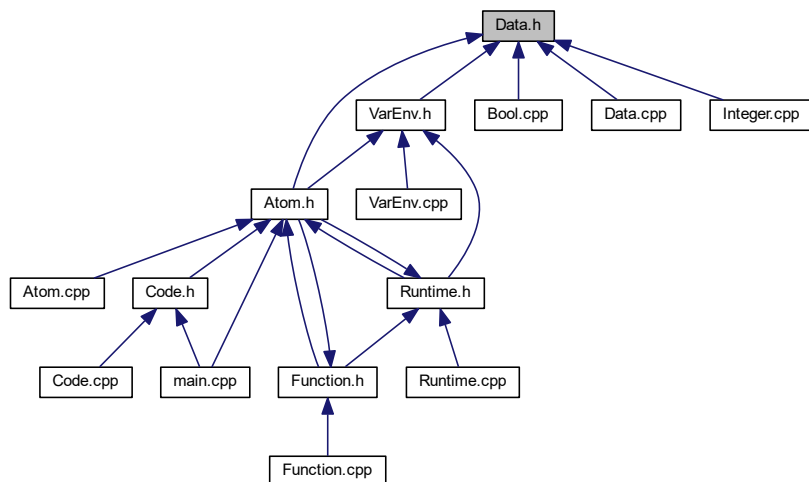 Data.h
VarEnv.h
Bool.cpp
Data.cpp
Integer.cpp
Atom.h
VarEnv.cpp
Atom.cpp
Code.h
Runtime.h
Code.cpp
main.cpp
Function.h
Runtime.cpp
Function.cpp